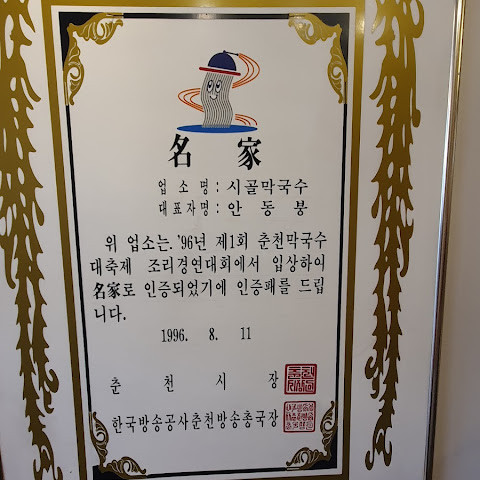 名 家
업 소 명 : 시골막국수
대표자명 : 안 동 봉
위 업소는. '96년 제1회 춘천막국수
대축제 조리경연대회에서 입상하여
名家로 인증되었기에 인증패를 드립
니다.
1996. 8. 11
춘 천 시 장
한국방송공사춘천방송총국장